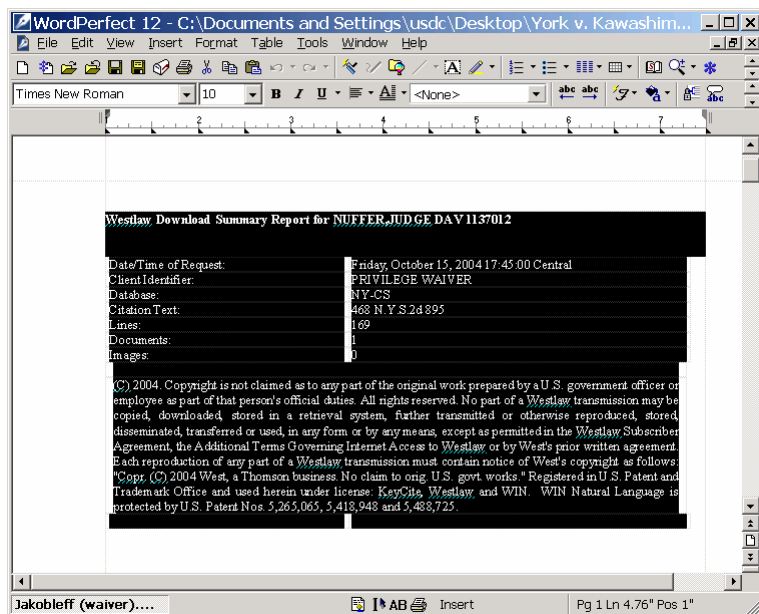 WordPerfect 12 - C:\Documents and Settings\usdc\Desktop\York v. Kawashim...
File Edit View Insert Format Table Tools Window Help
Times New Roman 10 B I U <None> abc abc abc
2 3 4 5 6 7
Westlaw Download Summary Report for NUFFER,JUDGE DAV 1137012
Date/Time of Request: Friday, October 15, 2004 17:45:00 Central
Client Identifier: PRIVILEGE WAIVER
Database: NY-CS
Citation Text: 468 N.Y.S.2d 895
Lines: 169
Documents: 1
Images: 0
(C) 2004. Copyright is not claimed as to any part of the original work prepared by a U.S. government officer or
employee as part of that person's official duties. All rights reserved. No part of a Westlaw transmission may be
copied, downloaded, stored in a retrieval system, further transmitted or otherwise reproduced, stored,
disseminated, transferred or used, in any form or by any means, except as permitted in the Westlaw Subscriber
Agreement, the Additional Terms Governing Internet Access to Westlaw or by West's prior written agreement.
Each reproduction of any part of a Westlaw transmission must contain notice of West's copyright as follows:
"Copr. (C) 2004 West, a Thomson business. No claim to orig. U.S. govt. works." Registered in U.S. Patent and
Trademark Office and used herein under license: KeyCite, Westlaw and WIN. WIN Natural Language is
protected by U.S. Patent Nos. 5,265,065, 5,418,948 and 5,488,725.
Jakobleff (waiver).... AB Insert Pg 1 Ln 4.76" Pos 1"